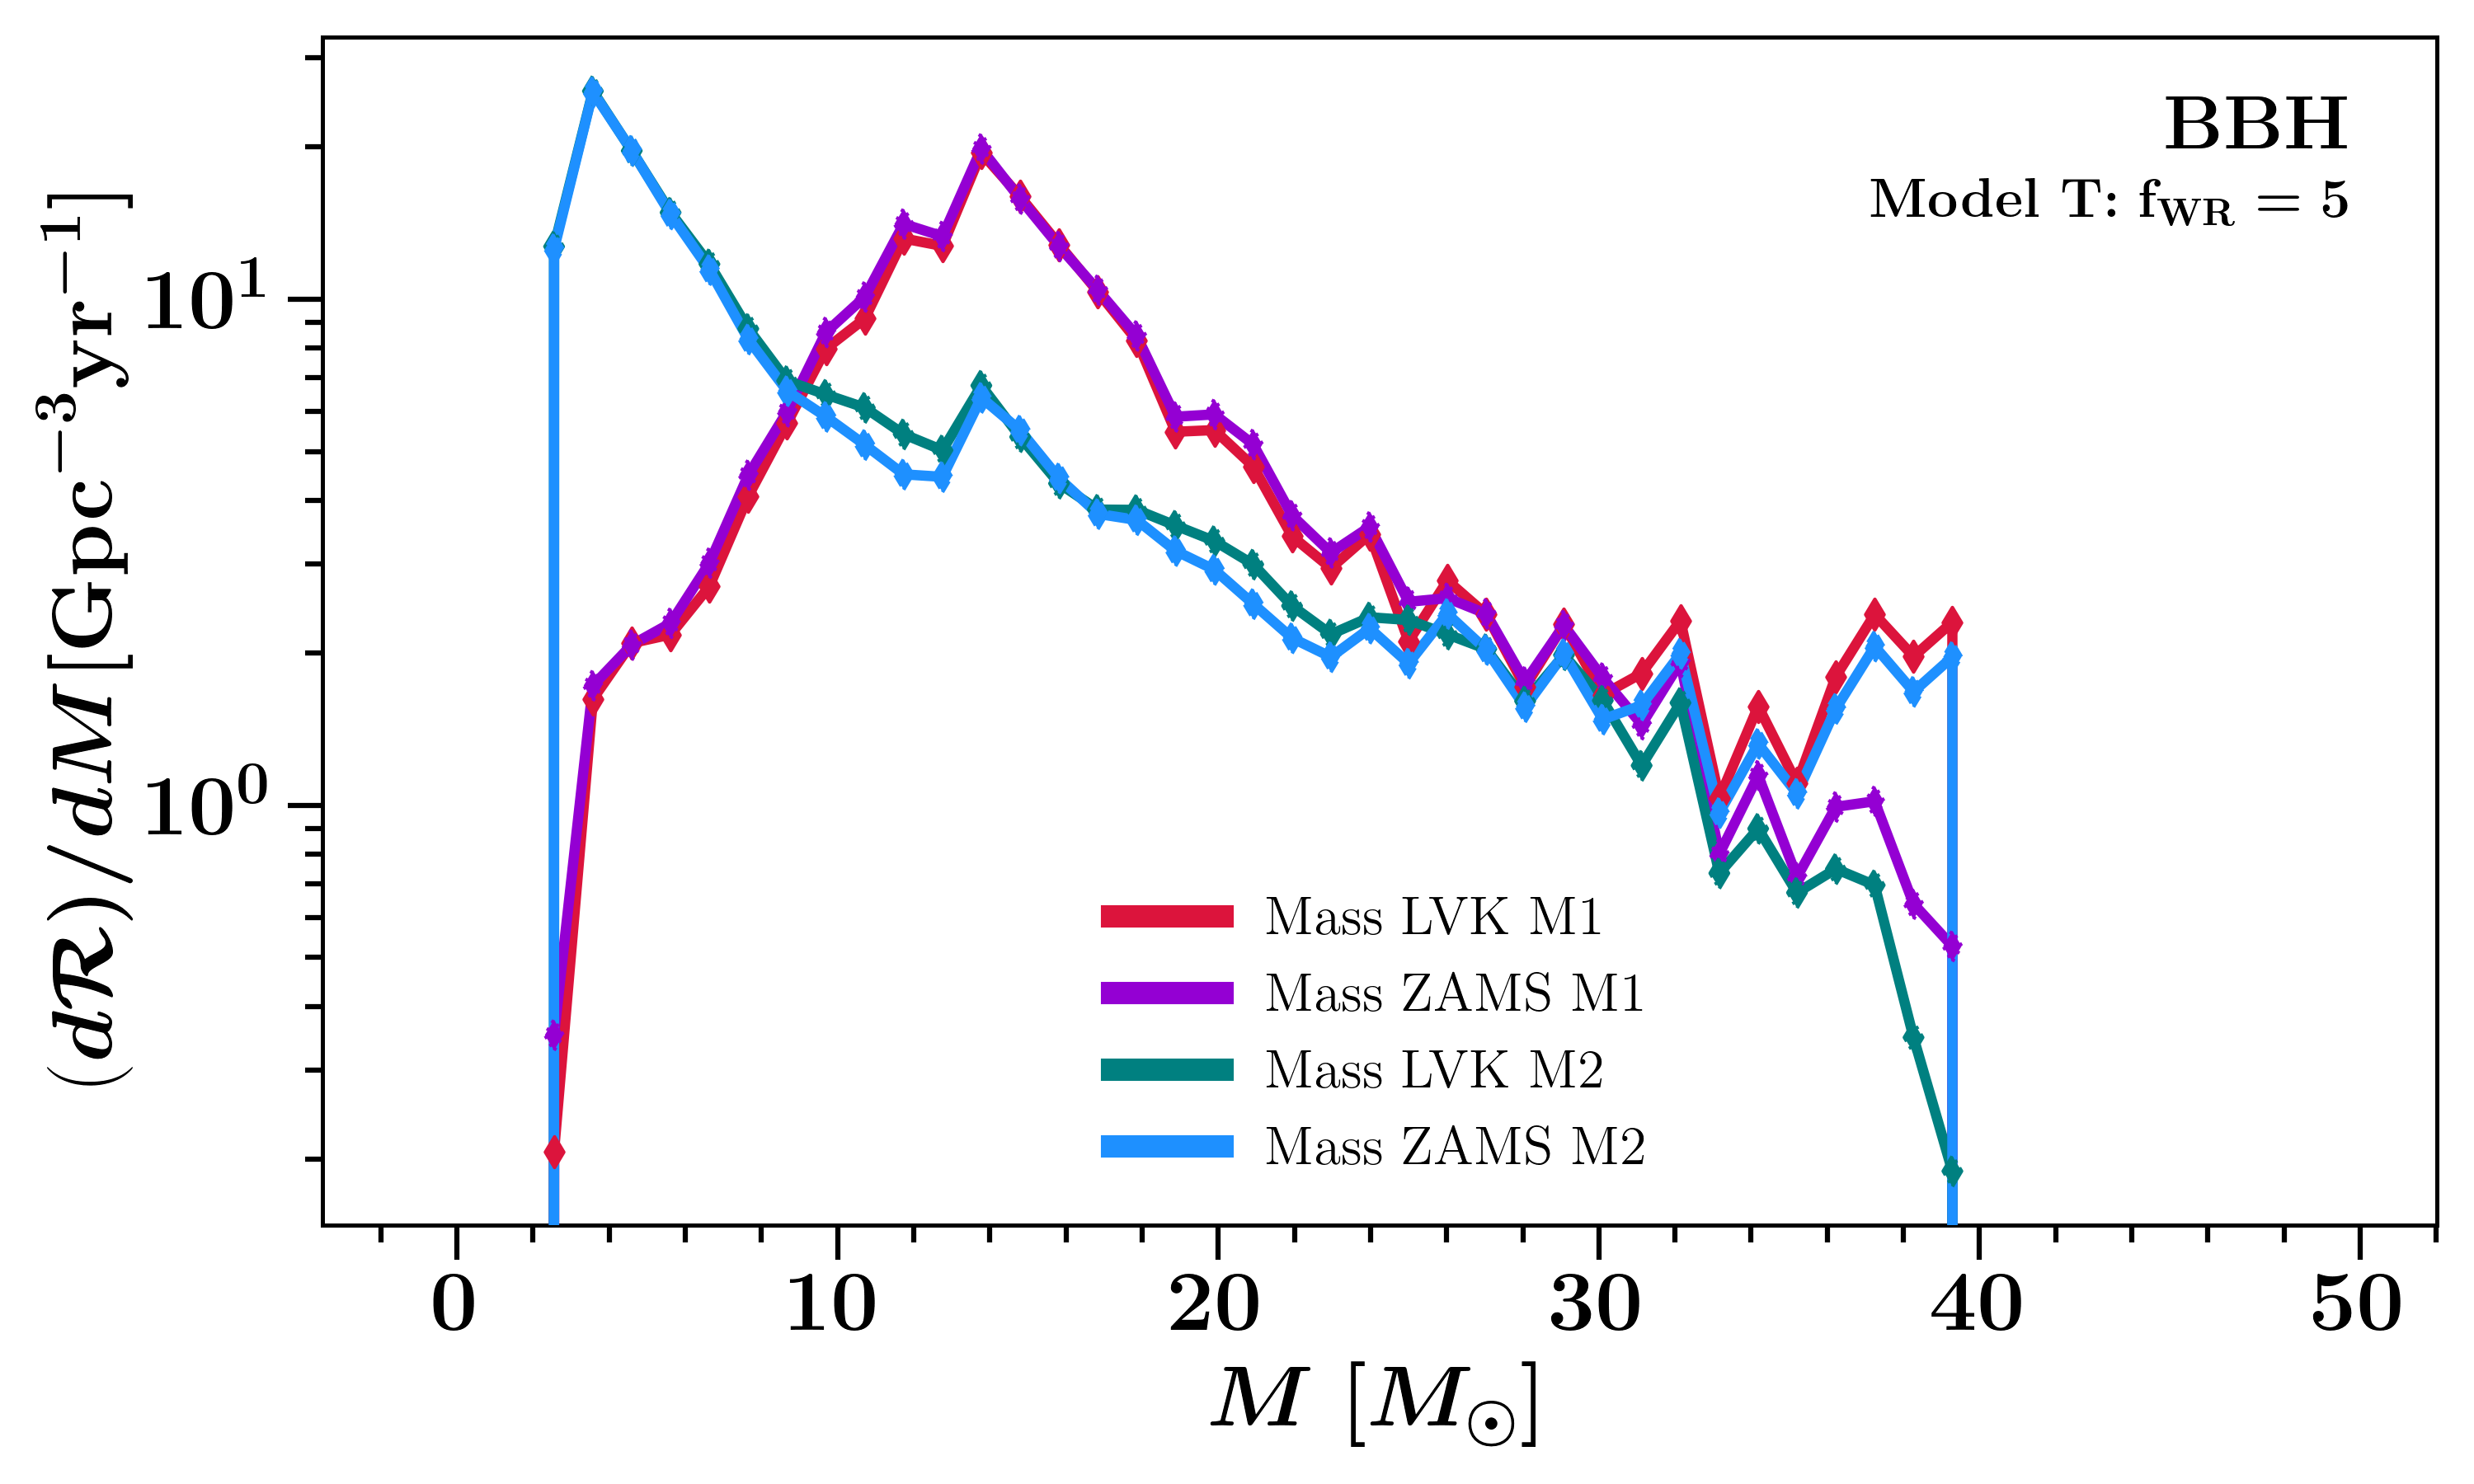 BBH
Model T: f_WR = 5
(dℛ)/dM[Gpc⁻³yr⁻¹]
10¹
10⁰
Mass LVK M1
Mass ZAMS M1
Mass LVK M2
Mass ZAMS M2
0 10 20 30 40 50
M [M☉]